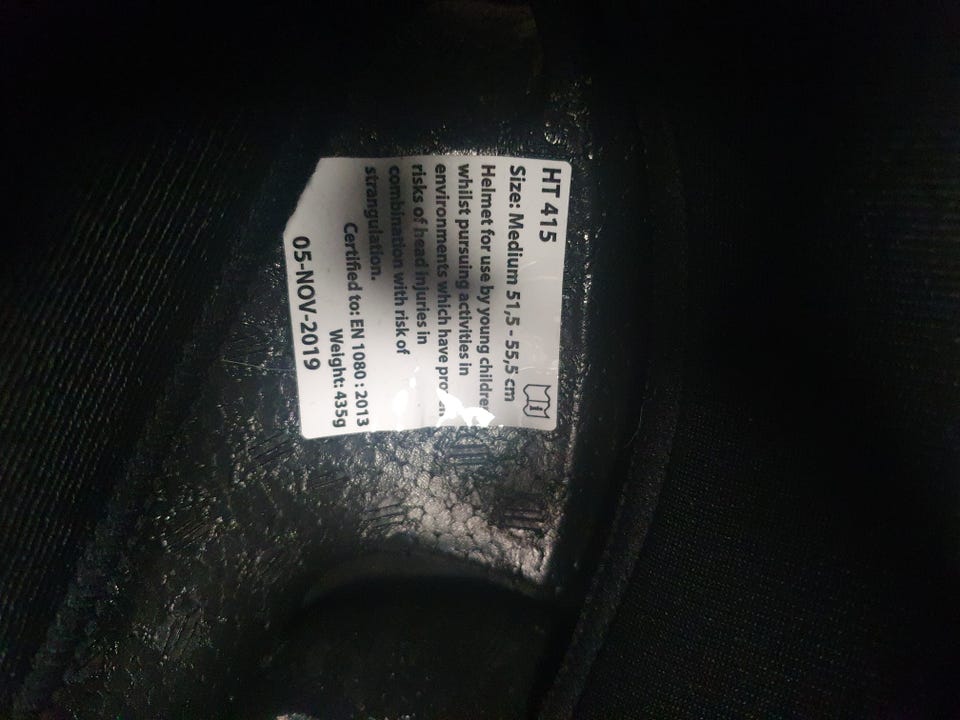 HT 415
Size: Medium 51,5 - 55,5 cm
Helmet for use by young children
whilst pursuing activities in
environments which have
risks of head injuries in
combination with risk of
strangulation.
Certified to: EN 1080 : 2013
Weight: 435g
05-NOV-2019